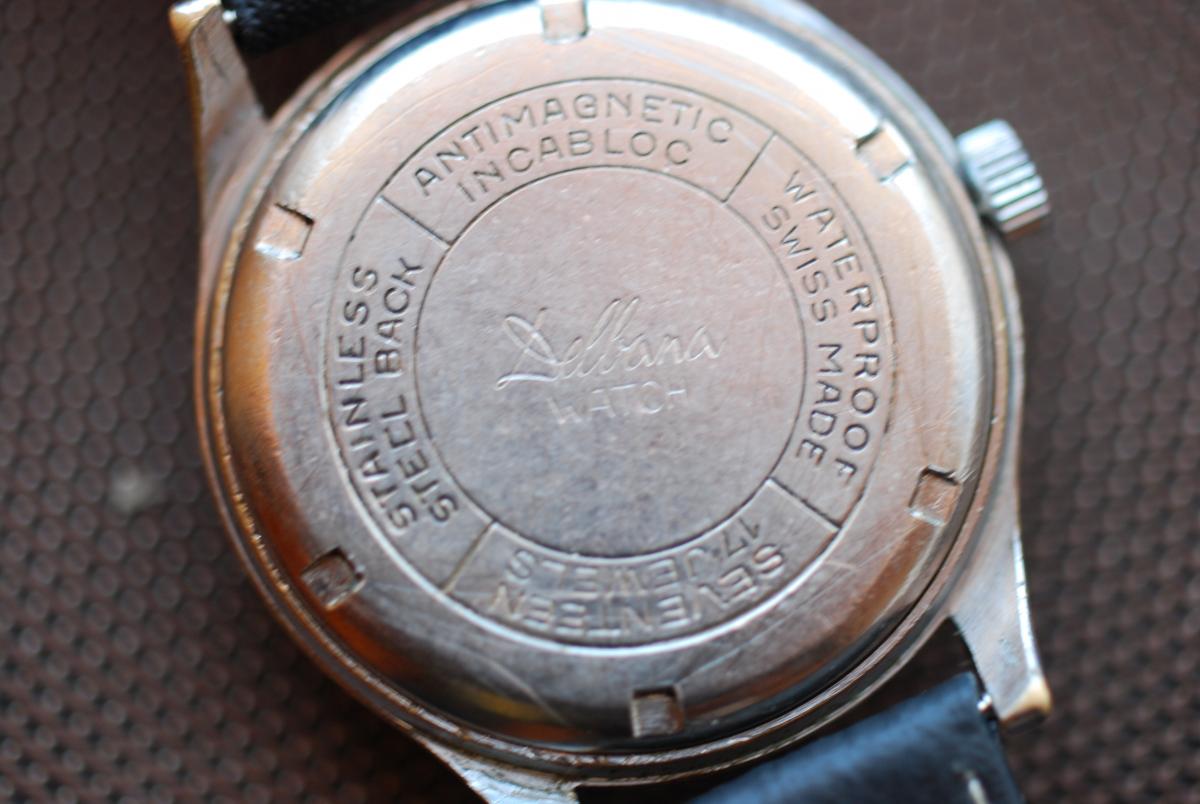 ANTIMAGNETIC
INCABLOC
WATERPROOF
SWISS MADE
SEVENTEEN
17 JEWELS
STAINLESS
STEEL BACK
Delbana
WATCH